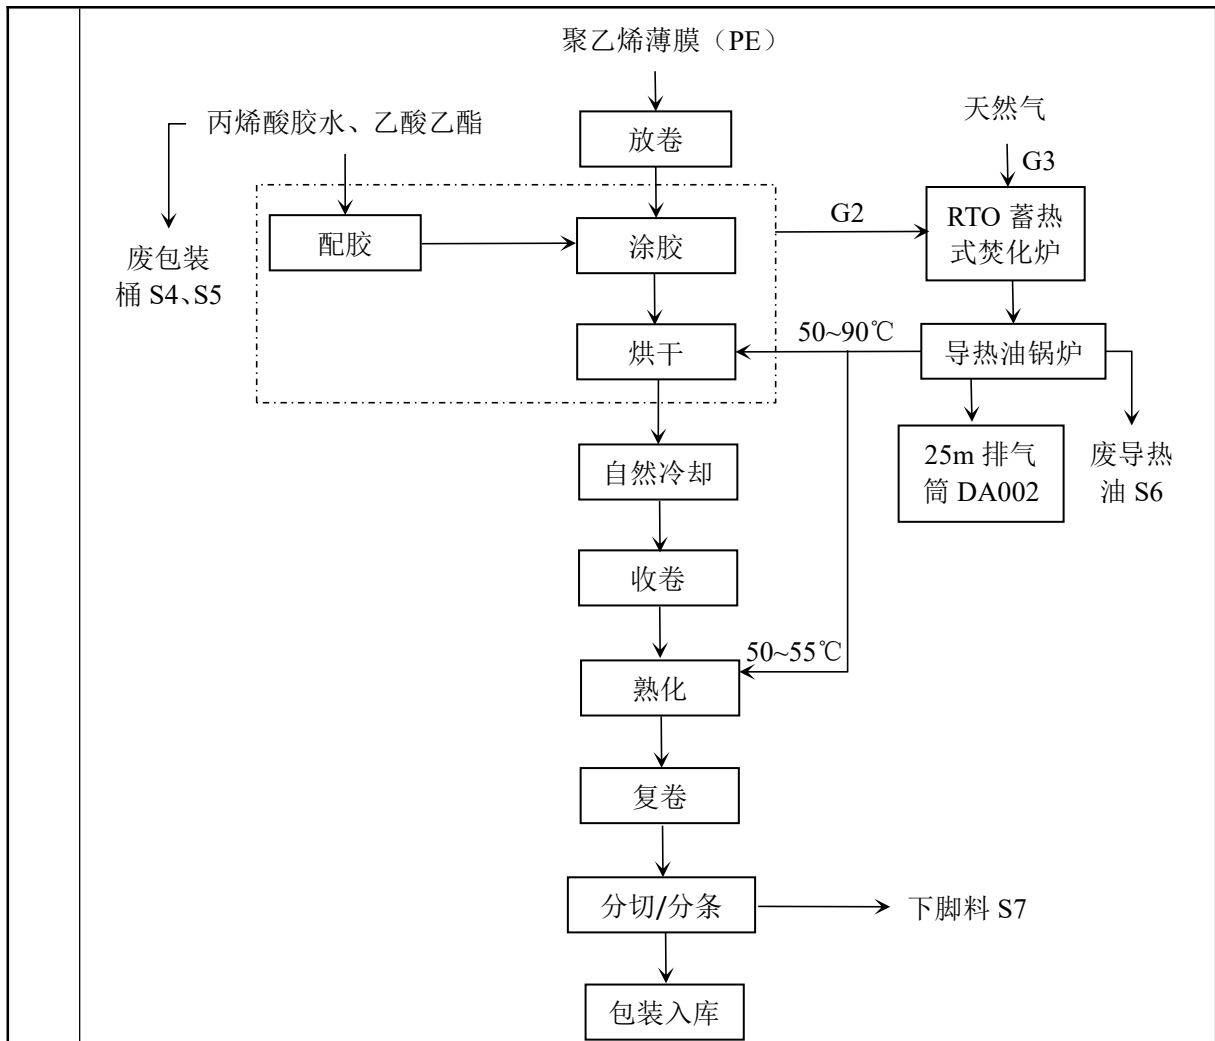 聚乙烯薄膜（PE）
丙烯酸胶水、乙酸乙酯
天然气
放卷
G3
G2
RTO 蓄热
式焚化炉
配胶
涂胶
废包装
桶 S4、S5
50~90℃
烘干
导热油锅炉
自然冷却
25m 排气
筒 DA002
废导热
油 S6
收卷
50~55℃
熟化
复卷
分切/分条
下脚料 S7
包装入库